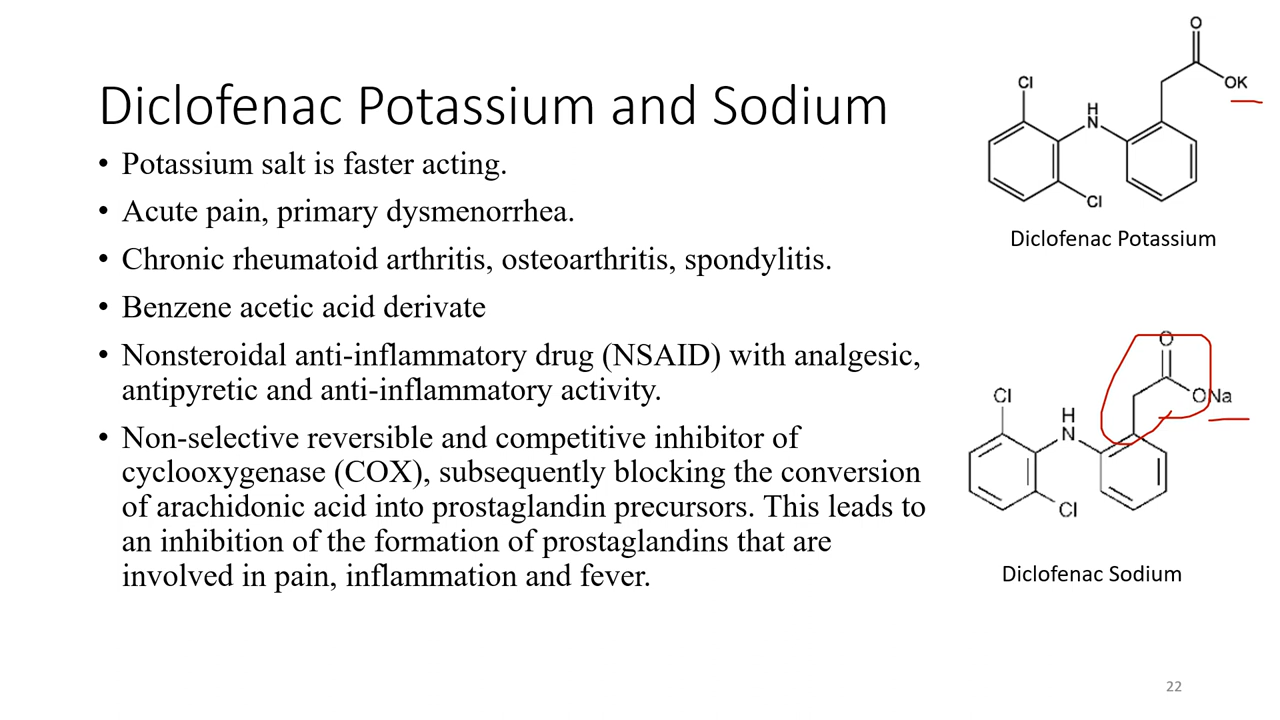 Diclofenac Potassium and Sodium
• Potassium salt is faster acting.
• Acute pain, primary dysmenorrhea.
• Chronic rheumatoid arthritis, osteoarthritis, spondylitis.
• Benzene acetic acid derivate
• Nonsteroidal anti-inflammatory drug (NSAID) with analgesic,
antipyretic and anti-inflammatory activity.
• Non-selective reversible and competitive inhibitor of
cyclooxygenase (COX), subsequently blocking the conversion
of arachidonic acid into prostaglandin precursors. This leads to
an inhibition of the formation of prostaglandins that are
involved in pain, inflammation and fever.
O
Cl
OK
H
N
Cl
Diclofenac Potassium
O
Cl
ONa
H
N
Cl
Diclofenac Sodium
22